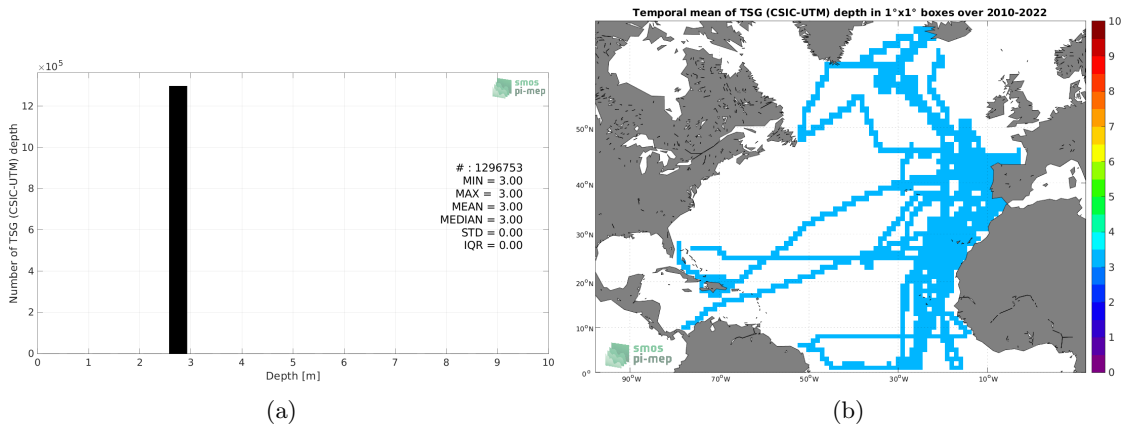 ×10⁵
12
10
8
6
4
2
0
Number of TSG (CSIC-UTM) depth
smos
pi-mep
# : 1296753
MIN = 3.00
MAX = 3.00
MEAN = 3.00
MEDIAN = 3.00
STD = 0.00
IQR = 0.00
0 1 2 3 4 5 6 7 8 9 10
Depth [m]
(a)
Temporal mean of TSG (CSIC-UTM) depth in 1°x1° boxes over 2010-2022
50°N
40°N
30°N
20°N
10°N
0°
90°W 70°W 50°W 30°W 10°W
smos
pi-mep
10
9
8
7
6
5
4
3
2
1
0
(b)